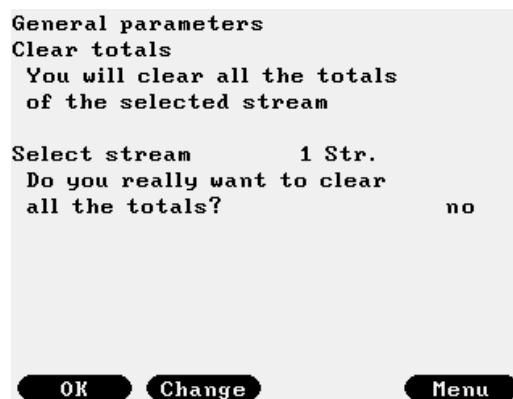 General parameters
Clear totals
You will clear all the totals
of the selected stream
Select stream 1 Str.
Do you really want to clear
all the totals? no
OK Change Menu